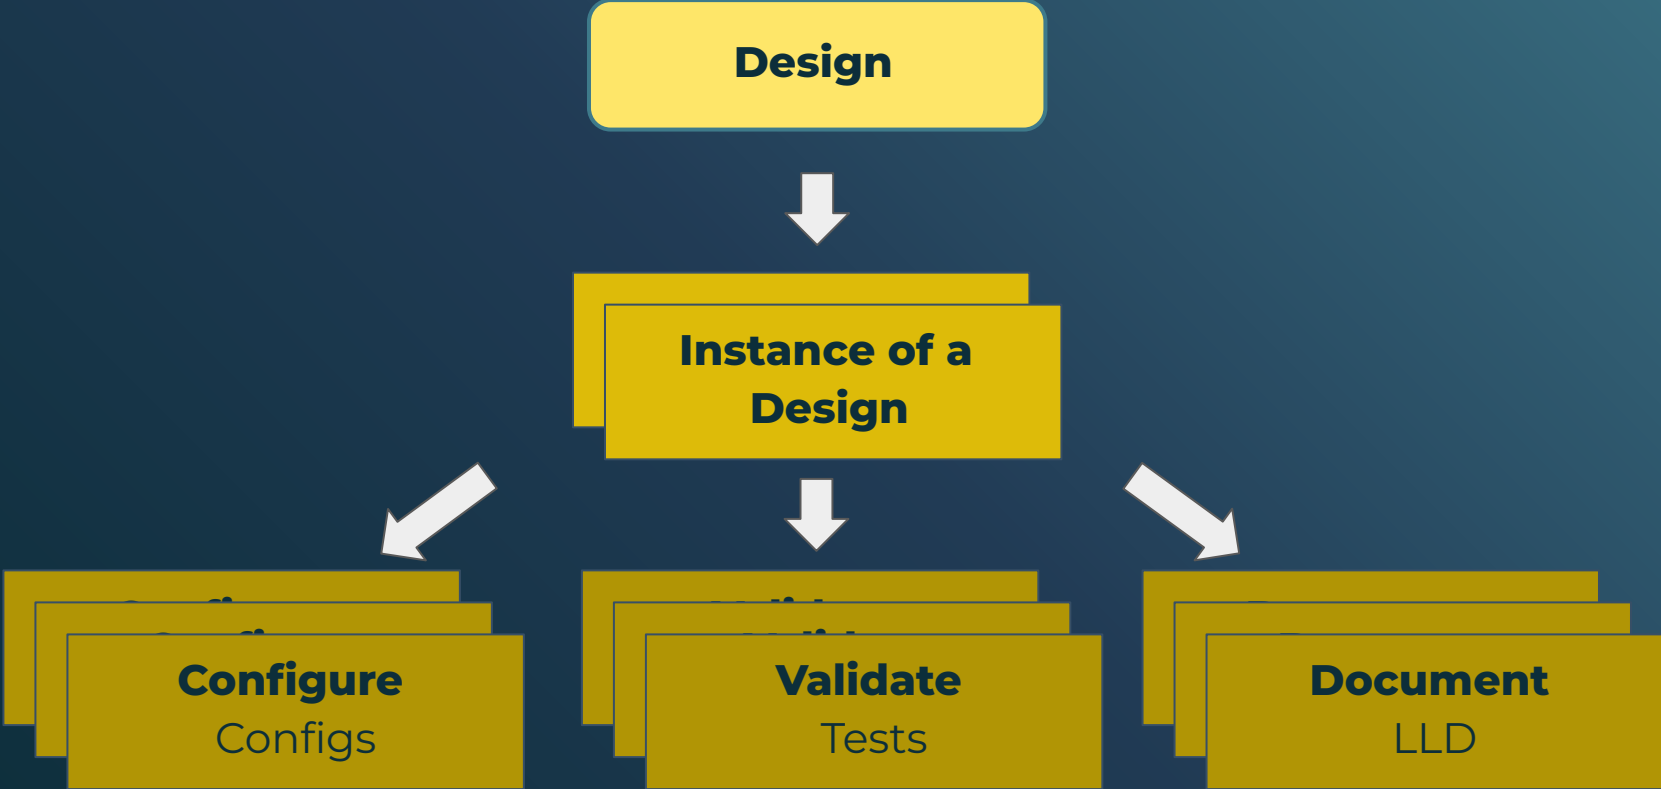 Design
Instance of a
Design
Configure
Configs
Validate
Tests
Document
LLD